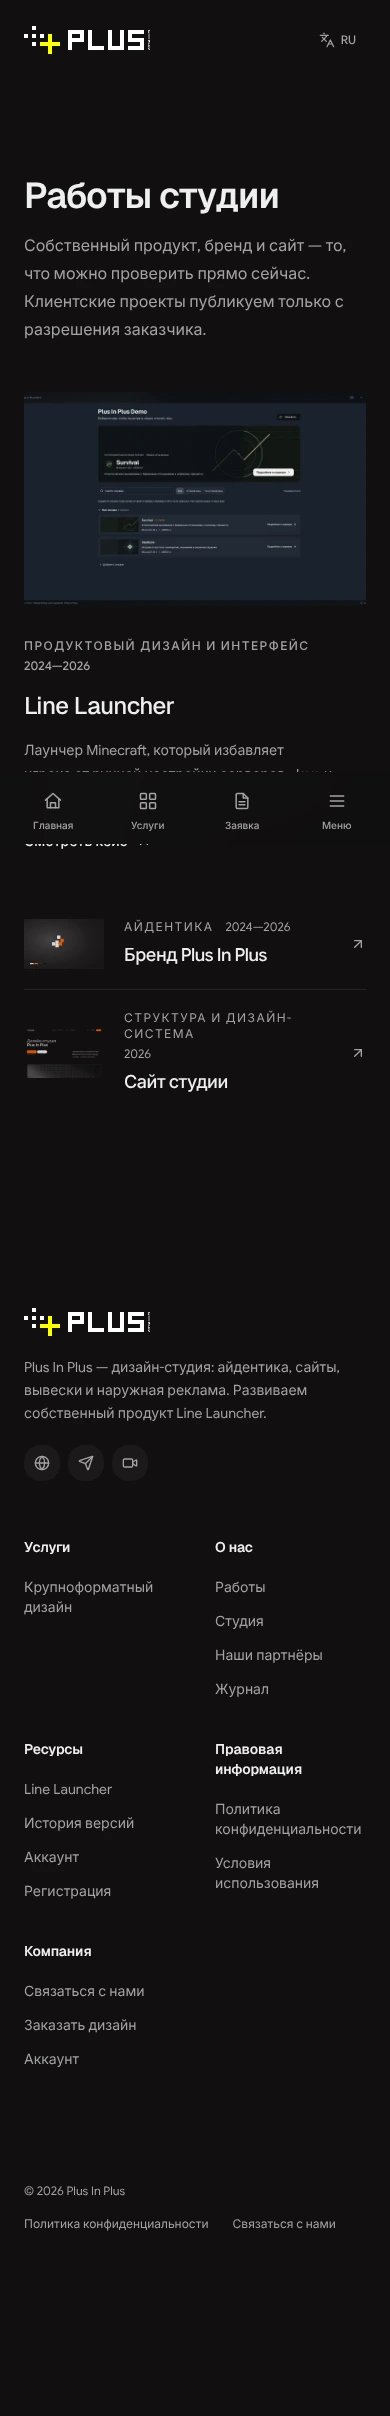 PLUS
RU
Работы студии
Собственный продукт, бренд и сайт — то,
что можно проверить прямо сейчас.
Клиентские проекты публикуем только с
разрешения заказчика.
Plus In Plus Demo
Survival
ПРОДУКТОВЫЙ ДИЗАЙН И ИНТЕРФЕЙС
2024—2026
Line Launcher
Лаунчер Minecraft, который избавляет
Главная
Услуги
Заявка
Меню
Смотреть кейс
АЙДЕНТИКА 2024—2026
Бренд Plus In Plus
СТРУКТУРА И ДИЗАЙН-
СИСТЕМА
2026
Сайт студии
PLUS
Plus In Plus — дизайн-студия: айдентика, сайты,
вывески и наружная реклама. Развиваем
собственный продукт Line Launcher.
Услуги
Крупноформатный
дизайн
О нас
Работы
Студия
Наши партнёры
Журнал
Ресурсы
Line Launcher
История версий
Аккаунт
Регистрация
Правовая
информация
Политика
конфиденциальности
Условия
использования
Компания
Связаться с нами
Заказать дизайн
Аккаунт
© 2026 Plus In Plus
Политика конфиденциальности Связаться с нами